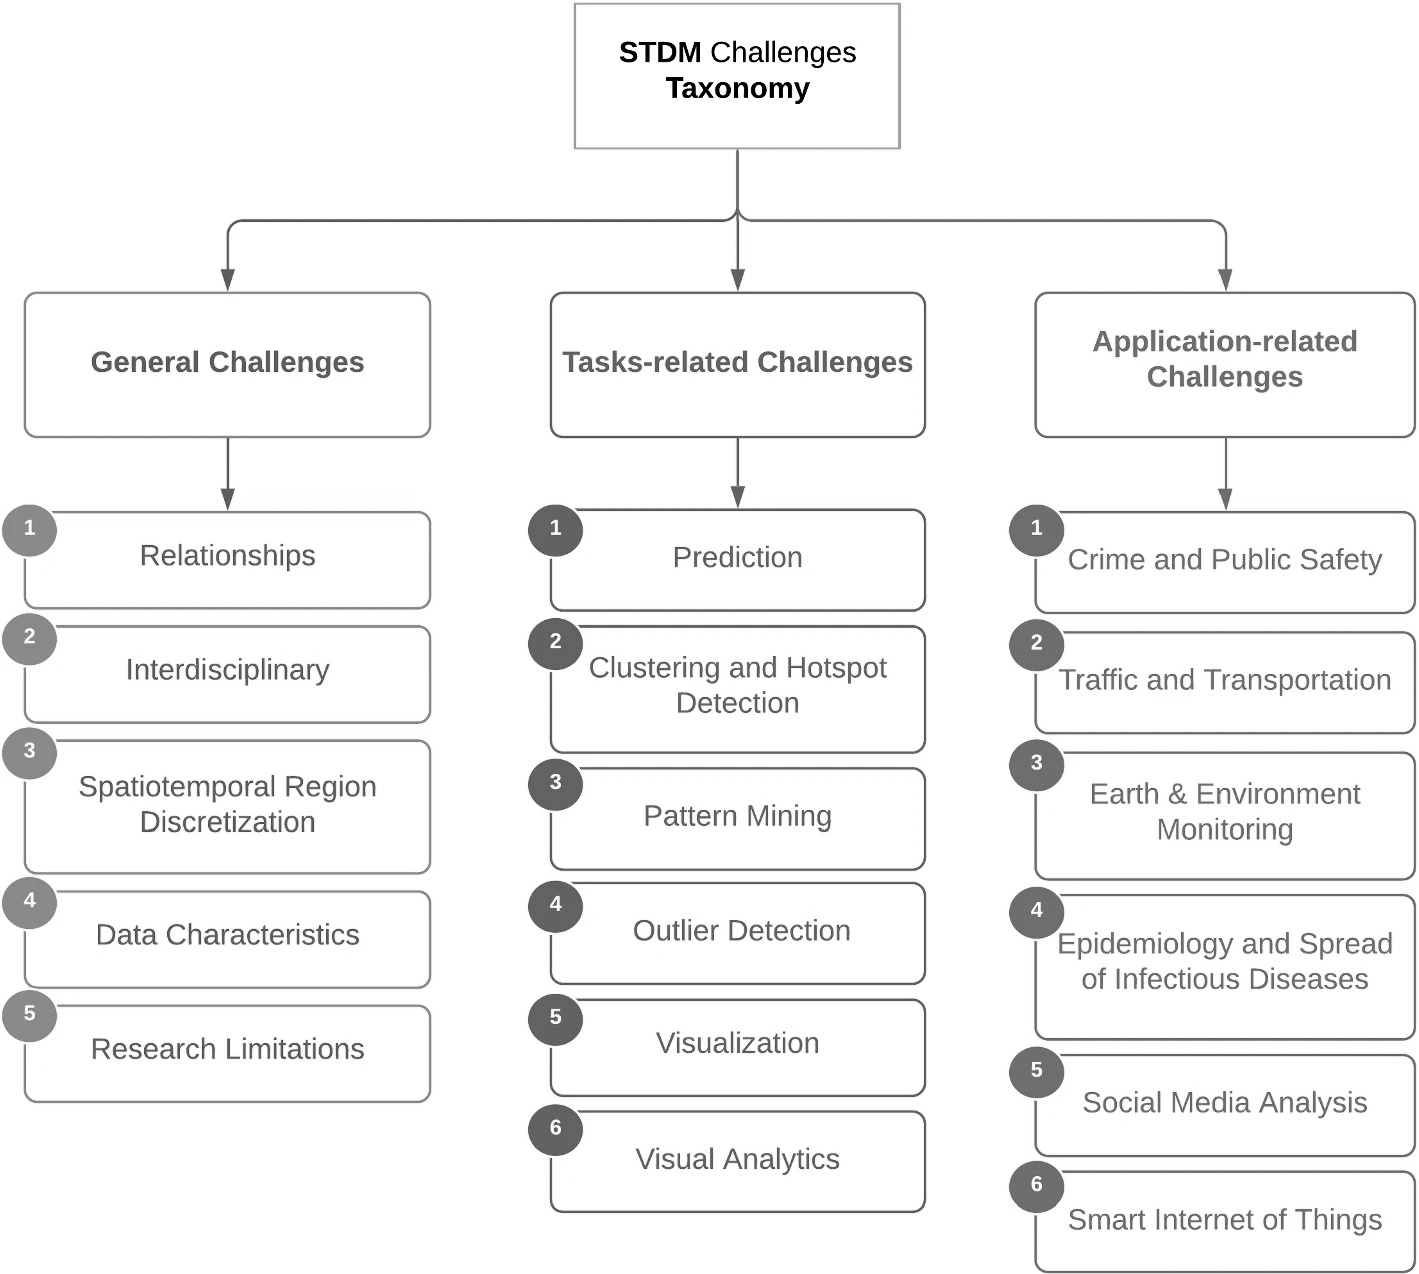 STDM Challenges
Taxonomy
General Challenges
1
Relationships
2
Interdisciplinary
3
Spatiotemporal Region
Discretization
4
Data Characteristics
5
Research Limitations
Tasks-related Challenges
1
Prediction
2
Clustering and Hotspot
Detection
3
Pattern Mining
4
Outlier Detection
5
Visualization
6
Visual Analytics
Application-related
Challenges
1
Crime and Public Safety
2
Traffic and Transportation
3
Earth & Environment
Monitoring
4
Epidemiology and Spread
of Infectious Diseases
5
Social Media Analysis
6
Smart Internet of Things